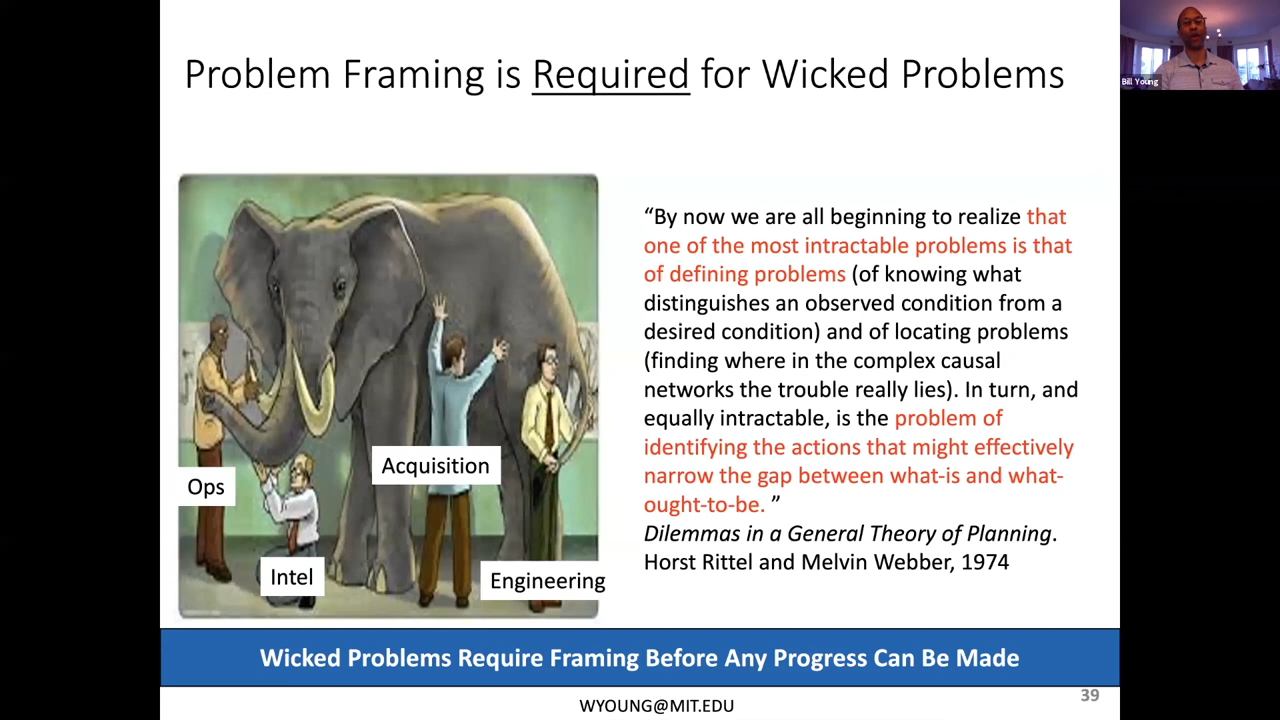 Problem Framing is Required for Wicked Problems
Bill Young
“By now we are all beginning to realize that
one of the most intractable problems is that
of defining problems (of knowing what
distinguishes an observed condition from a
desired condition) and of locating problems
(finding where in the complex causal
networks the trouble really lies). In turn, and
equally intractable, is the problem of
identifying the actions that might effectively
narrow the gap between what-is and what-
ought-to-be. ”
Dilemmas in a General Theory of Planning.
Horst Rittel and Melvin Webber, 1974
Acquisition
Ops
Intel
Engineering
Wicked Problems Require Framing Before Any Progress Can Be Made
39
WYOUNG@MIT.EDU